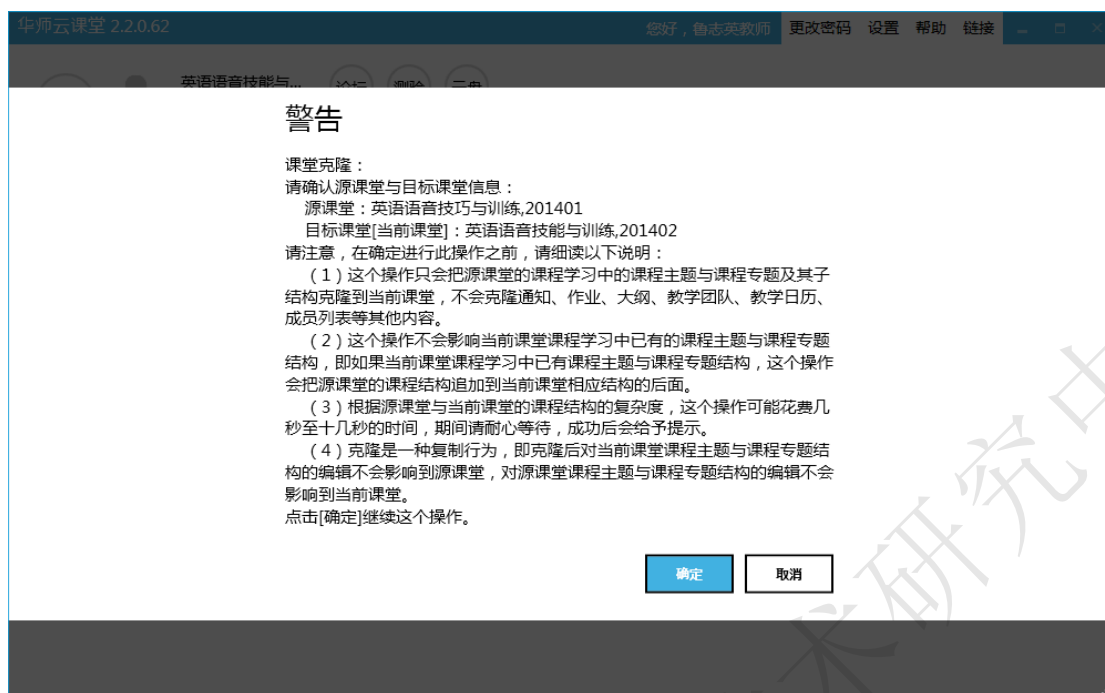 华师云课堂 2.2.0.62
您好，鲁志英教师 更改密码 设置 帮助 链接
英语语音技能与... 论坛 测验 云盘
警告
课堂克隆：
请确认源课堂与目标课堂信息：
源课堂：英语语音技巧与训练,201401
目标课堂[当前课堂]：英语语音技能与训练,201402
请注意，在确定进行此操作之前，请细读以下说明：
（1）这个操作只会把源课堂的课程学习中的课程主题与课程专题及其子
结构克隆到当前课堂，不会克隆通知、作业、大纲、教学团队、教学日历、
成员列表等其他内容。
（2）这个操作不会影响当前课堂课程学习中已有的课程主题与课程专题
结构，即如果当前课堂课程学习中已有课程主题与课程专题结构，这个操作
会把源课堂的课程结构追加到当前课堂相应结构的后面。
（3）根据源课堂与当前课堂的课程结构的复杂度，这个操作可能花费几
秒至十几秒的时间，期间请耐心等待，成功后会给予提示。
（4）克隆是一种复制行为，即克隆后对当前课堂课程主题与课程专题结
构的编辑不会影响到源课堂，对源课堂课程主题与课程专题结构的编辑不会
影响到当前课堂。
点击[确定]继续这个操作。
确定 取消
术研究中